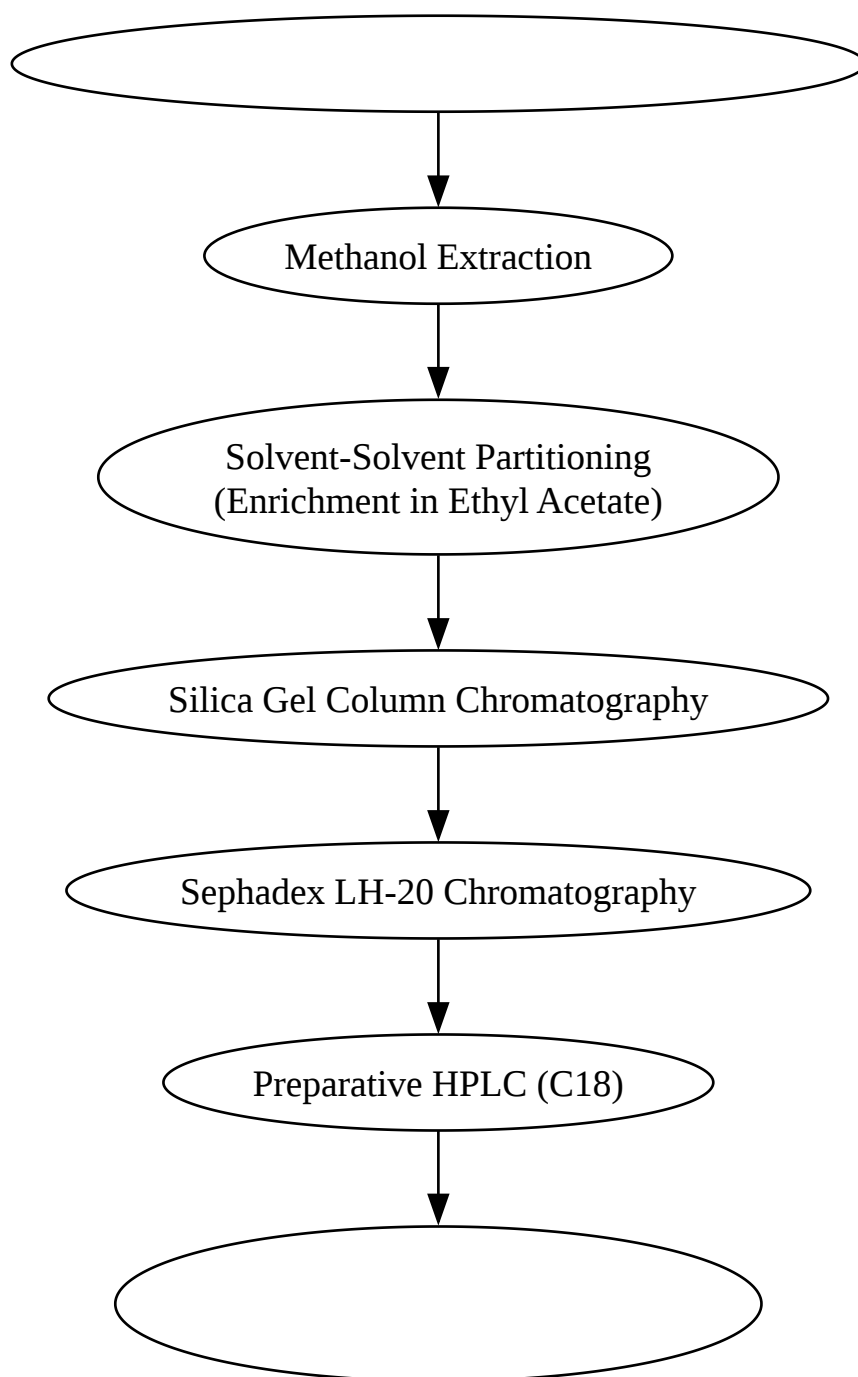 Methanol Extraction
Solvent-Solvent Partitioning
(Enrichment in Ethyl Acetate)
Silica Gel Column Chromatography
Sephadex LH-20 Chromatography
Preparative HPLC (C18)